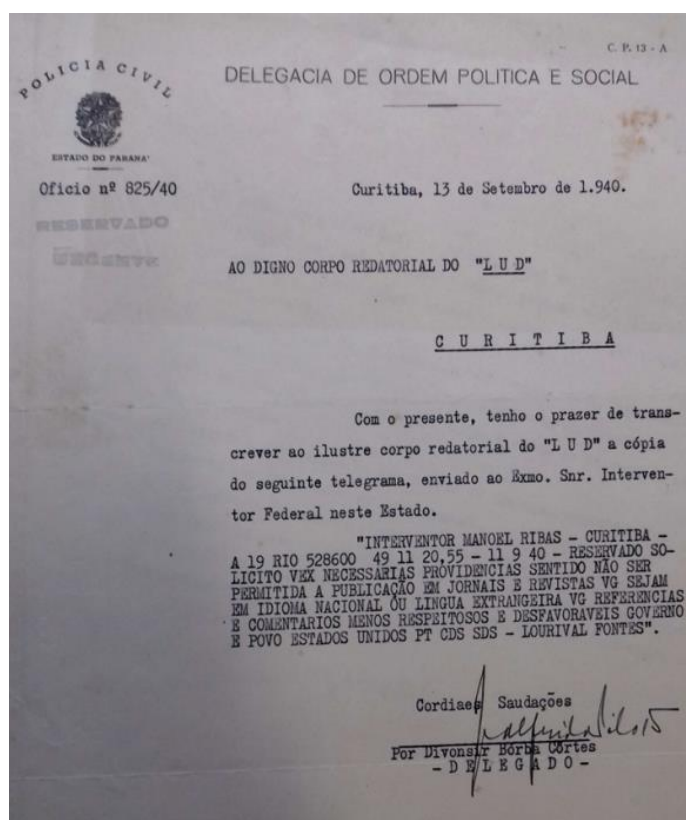 C. P. 13 - A
POLICIA CIVIL
DELEGACIA DE ORDEM POLITICA E SOCIAL
ESTADO DO PARANA'
Oficio nº 825/40
Curitiba, 13 de Setembro de 1.940.
RESERVADO
URGENTE
AO DIGNO CORPO REDATORIAL DO "L U D"
C U R I T I B A
Com o presente, tenho o prazer de trans-
crever ao ilustre corpo redatorial do "L U D" a cópia
do seguinte telegrama, enviado ao Exmo. Snr. Interven-
tor Federal neste Estado.
"INTERVENTOR MANOEL RIBAS - CURITIBA -
A 19 RIO 528600 49 11 20,55 - 11 9 40 - RESERVADO SO-
LICITO VEX NECESSARIAS PROVIDENCIAS SENTIDO NÃO SER
PERMITIDA A PUBLICAÇÃO EM JORNAIS E REVISTAS VG SEJAM
EM IDIOMA NACIONAL OU LINGUA EXTRANGEIRA VG REFERENCIAS
E COMENTARIOS MENOS RESPEITOSOS E DESFAVORAVEIS GOVERNO
E POVO ESTADOS UNIDOS PT CDS SDS - LOURIVAL FONTES".
Cordiaes Saudações
Por Divonsir Borba Côrtes
- D E L E G A D O -